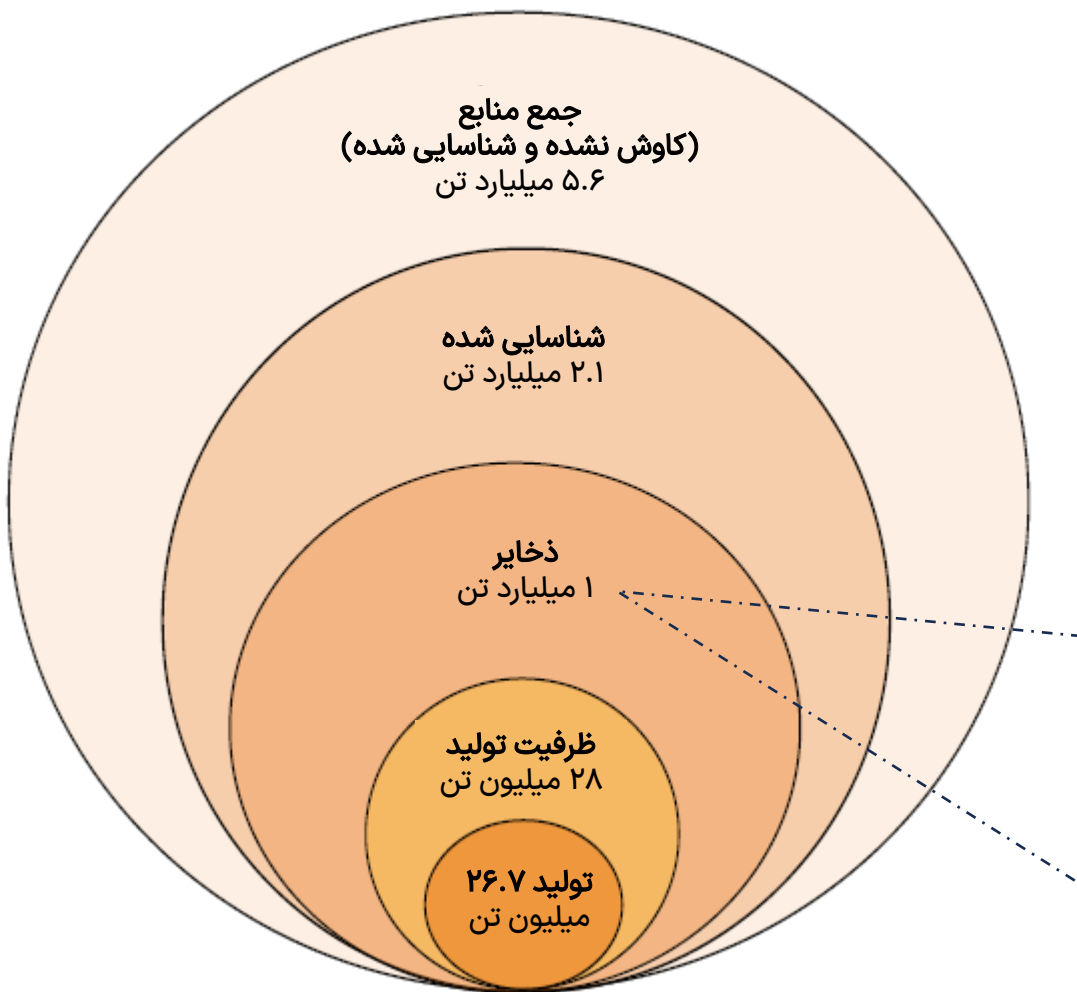 جمع منابع
(کاوش نشده و شناسایی شده)
۵.۶ میلیارد تن
شناسایی شده
۲.۱ میلیارد تن
ذخایر
۱ میلیارد تن
ظرفیت تولید
۲۸ میلیون تن
تولید ۲۶.۷
میلیون تن